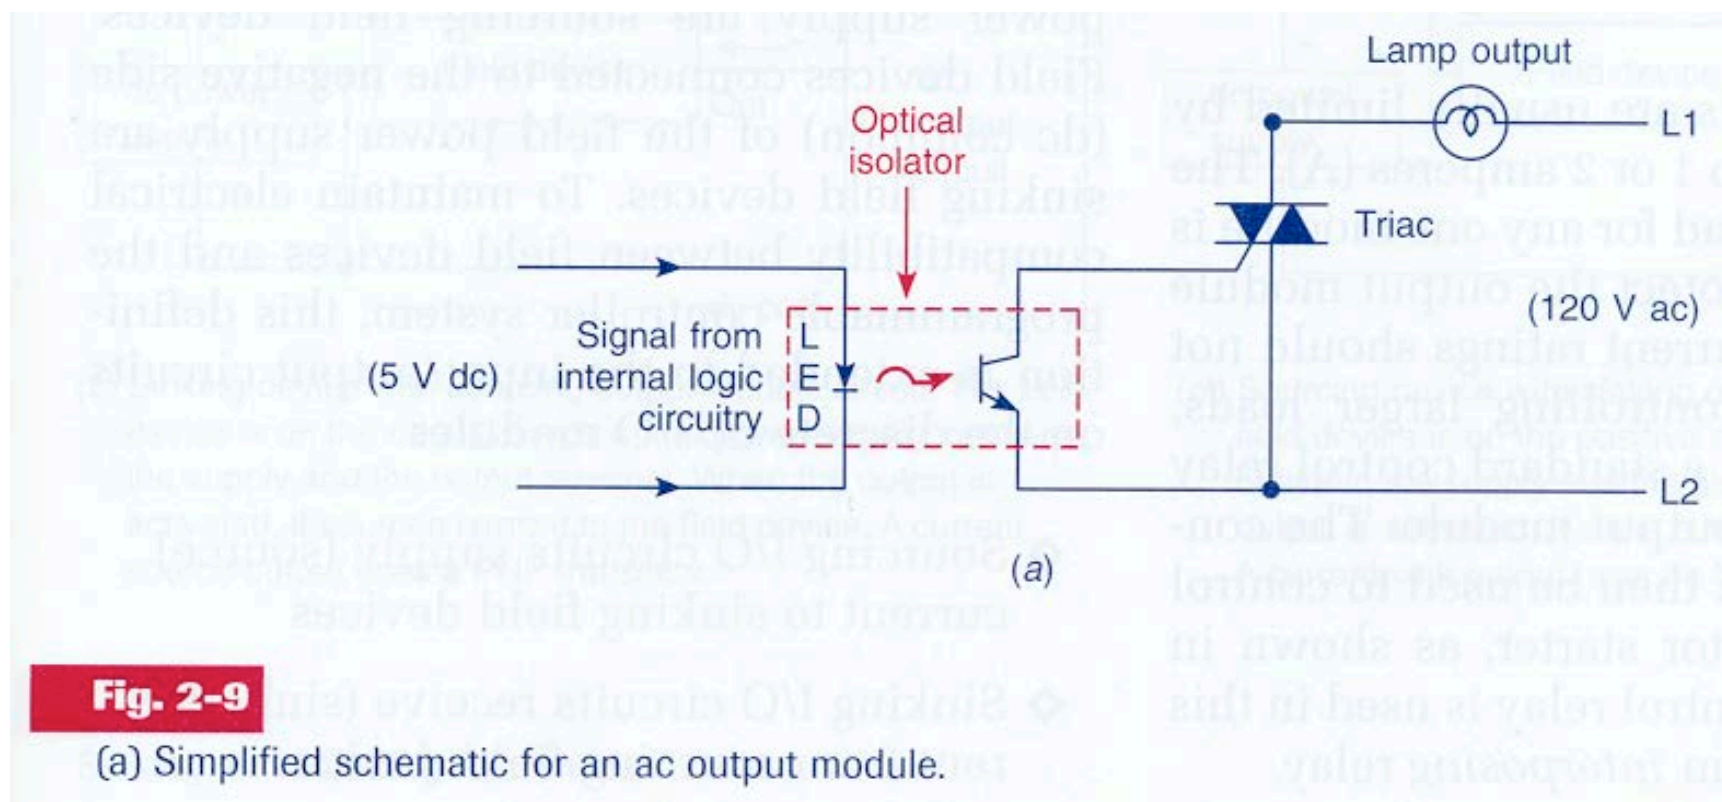 Lamp output
L1
Optical
isolator
Triac
(120 V ac)
Signal from
(5 V dc) internal logic
circuitry
L
E
D
L2
(a)
Fig. 2-9
(a) Simplified schematic for an ac output module.